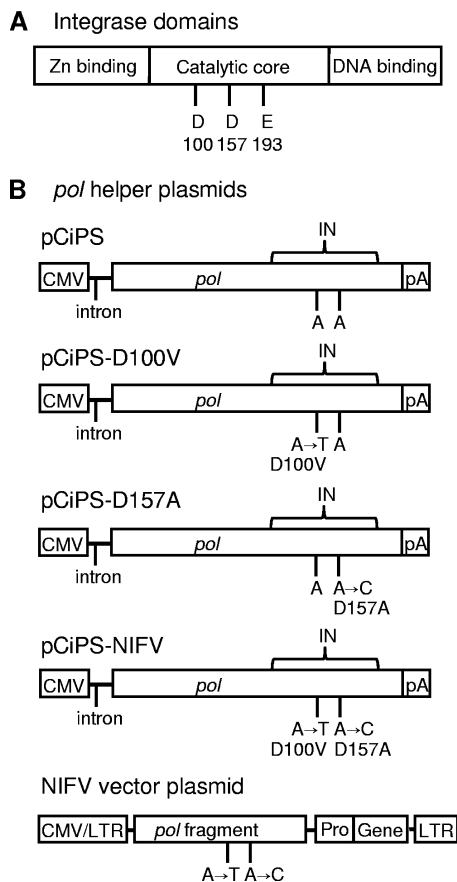 A Integrase domains
Zn binding Catalytic core DNA binding
D D E
100 157 193
B pol helper plasmids
pCiPS
IN
CMV pol pA
intron
A A
pCiPS-D100V
IN
CMV pol pA
intron
A→T A
D100V
pCiPS-D157A
IN
CMV pol pA
intron
A A→C
D157A
pCiPS-NIFV
IN
CMV pol pA
intron
A→T A→C
D100V D157A
NIFV vector plasmid
CMV/LTR pol fragment Pro Gene LTR
A→T A→C